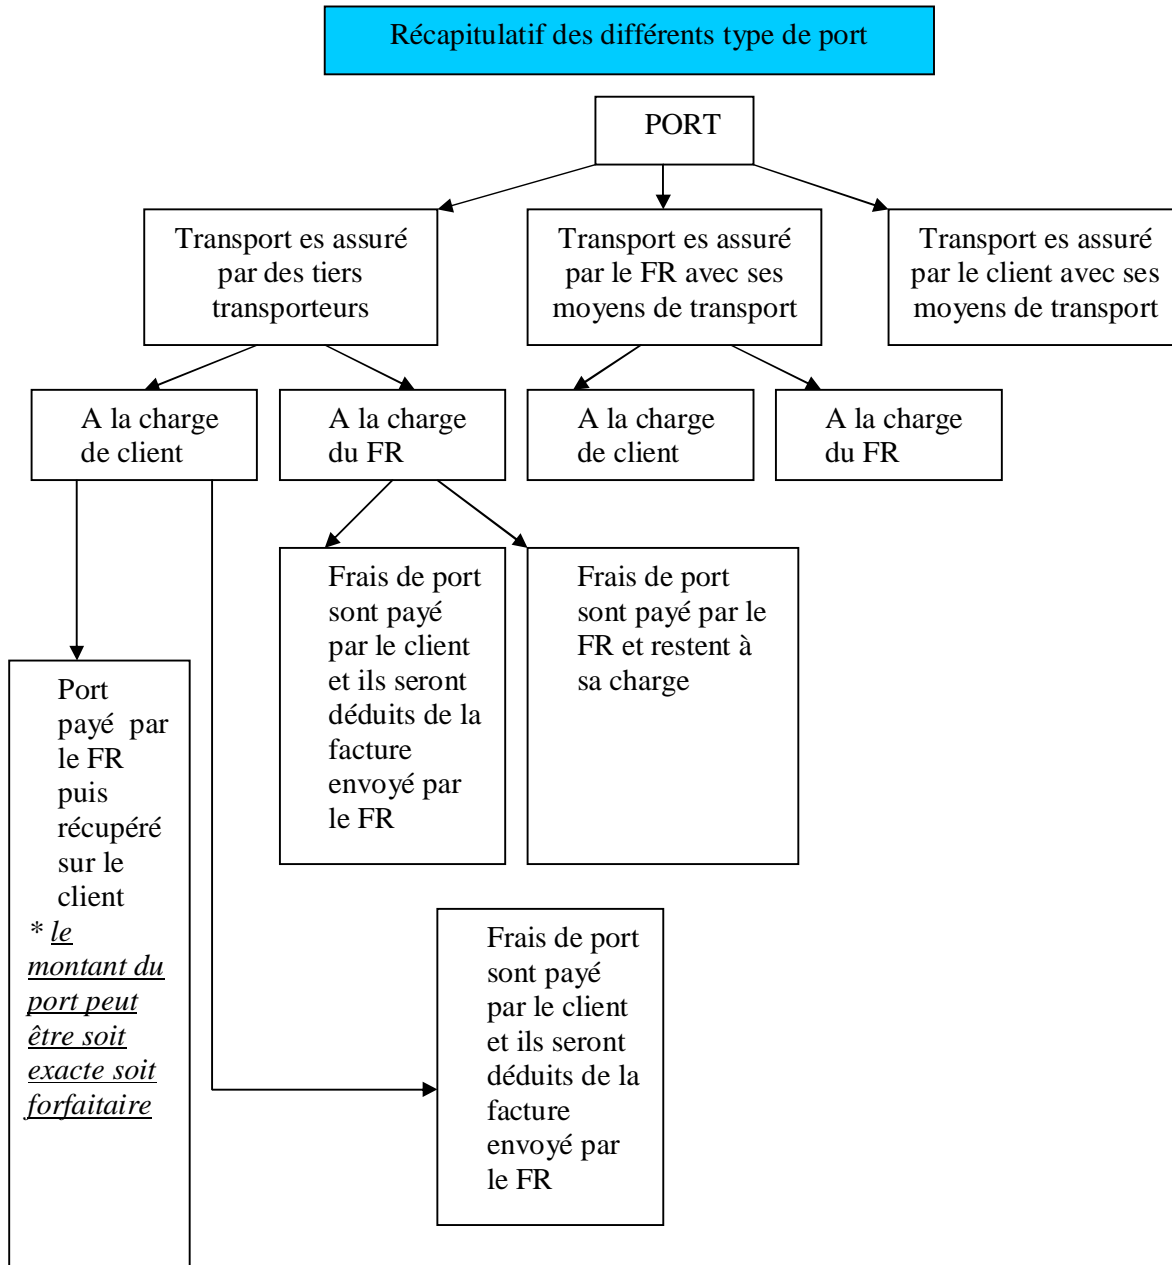 Récapitulatif des différents type de port
PORT
Transport es assuré
par des tiers
transporteurs
Transport es assuré
par le FR avec ses
moyens de transport
Transport es assuré
par le client avec ses
moyens de transport
A la charge
de client
A la charge
du FR
A la charge
de client
A la charge
du FR
Frais de port
sont payé
par le client
et ils seront
déduits de la
facture
envoyé par
le FR
Frais de port
sont payé par le
FR et restent à
sa charge
Port
payé par
le FR
puis
récupéré
sur le
client
* le
montant du
port peut
être soit
exacte soit
forfaitaire
Frais de port
sont payé
par le client
et ils seront
déduits de la
facture
envoyé par
le FR